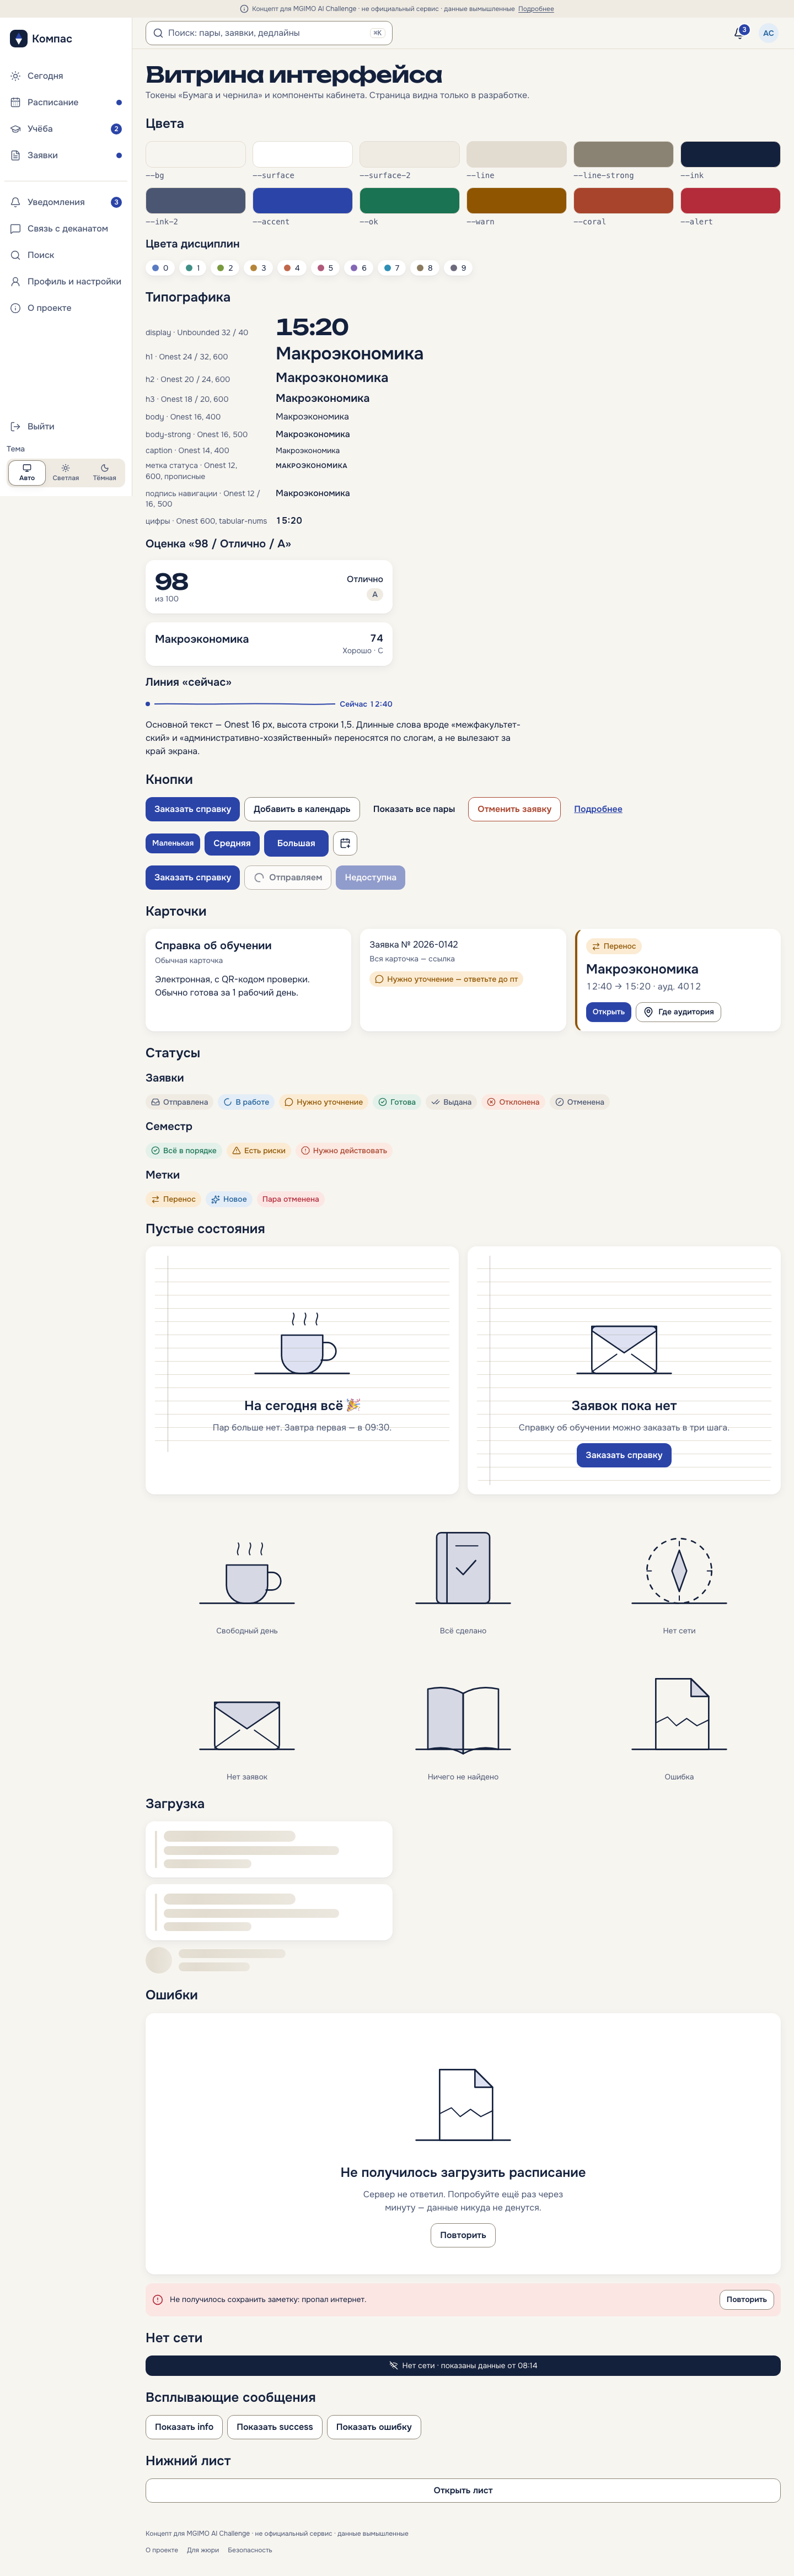 Концепт для MGIMO AI Challenge · не официальный сервис · данные вымышленные Подробнее
Компас
Поиск: пары, заявки, дедлайны
⌘K
3
АС
Сегодня
Расписание
Учёба 2
Заявки
Уведомления 3
Связь с деканатом
Поиск
Профиль и настройки
О проекте
Выйти
Тема
Авто
Светлая
Тёмная
Витрина интерфейса
Токены «Бумага и чернила» и компоненты кабинета. Страница видна только в разработке.
Цвета
--bg
--surface
--surface-2
--line
--line-strong
--ink
--ink-2
--accent
--ok
--warn
--coral
--alert
Цвета дисциплин
0 1 2 3 4 5 6 7 8 9
Типографика
display · Unbounded 32 / 40
15:20
h1 · Onest 24 / 32, 600
Макроэкономика
h2 · Onest 20 / 24, 600
Макроэкономика
h3 · Onest 18 / 20, 600
Макроэкономика
body · Onest 16, 400
Макроэкономика
body-strong · Onest 16, 500
Макроэкономика
caption · Onest 14, 400
Макроэкономика
метка статуса · Onest 12,
600, прописные
МАКРОЭКОНОМИКА
подпись навигации · Onest 12 /
16, 500
Макроэкономика
цифры · Onest 600, tabular-nums
15:20
Оценка «98 / Отлично / A»
98
из 100
Отлично
A
Макроэкономика
74
Хорошо · C
Линия «сейчас»
Сейчас 12:40
Основной текст — Onest 16 px, высота строки 1,5. Длинные слова вроде «межфакультет-
ский» и «административно-хозяйственный» переносятся по слогам, а не вылезают за
край экрана.
Кнопки
Заказать справку
Добавить в календарь
Показать все пары
Отменить заявку
Подробнее
Маленькая
Средняя
Большая
Заказать справку
Отправляем
Недоступна
Карточки
Справка об обучении
Обычная карточка
Электронная, с QR-кодом проверки.
Обычно готова за 1 рабочий день.
Заявка № 2026-0142
Вся карточка — ссылка
Нужно уточнение — ответьте до пт
Перенос
Макроэкономика
12:40 → 15:20 · ауд. 4012
Открыть
Где аудитория
Статусы
Заявки
Отправлена
В работе
Нужно уточнение
Готова
Выдана
Отклонена
Отменена
Семестр
Всё в порядке
Есть риски
Нужно действовать
Метки
Перенос
Новое
Пара отменена
Пустые состояния
На сегодня всё 🎉
Пар больше нет. Завтра первая — в 09:30.
Заявок пока нет
Справку об обучении можно заказать в три шага.
Заказать справку
Свободный день
Всё сделано
Нет сети
Нет заявок
Ничего не найдено
Ошибка
Загрузка
Ошибки
Не получилось загрузить расписание
Сервер не ответил. Попробуйте ещё раз через
минуту — данные никуда не денутся.
Повторить
Не получилось сохранить заметку: пропал интернет.
Повторить
Нет сети
Нет сети · показаны данные от 08:14
Всплывающие сообщения
Показать info
Показать success
Показать ошибку
Нижний лист
Открыть лист
Концепт для MGIMO AI Challenge · не официальный сервис · данные вымышленные
О проекте
Для жюри
Безопасность